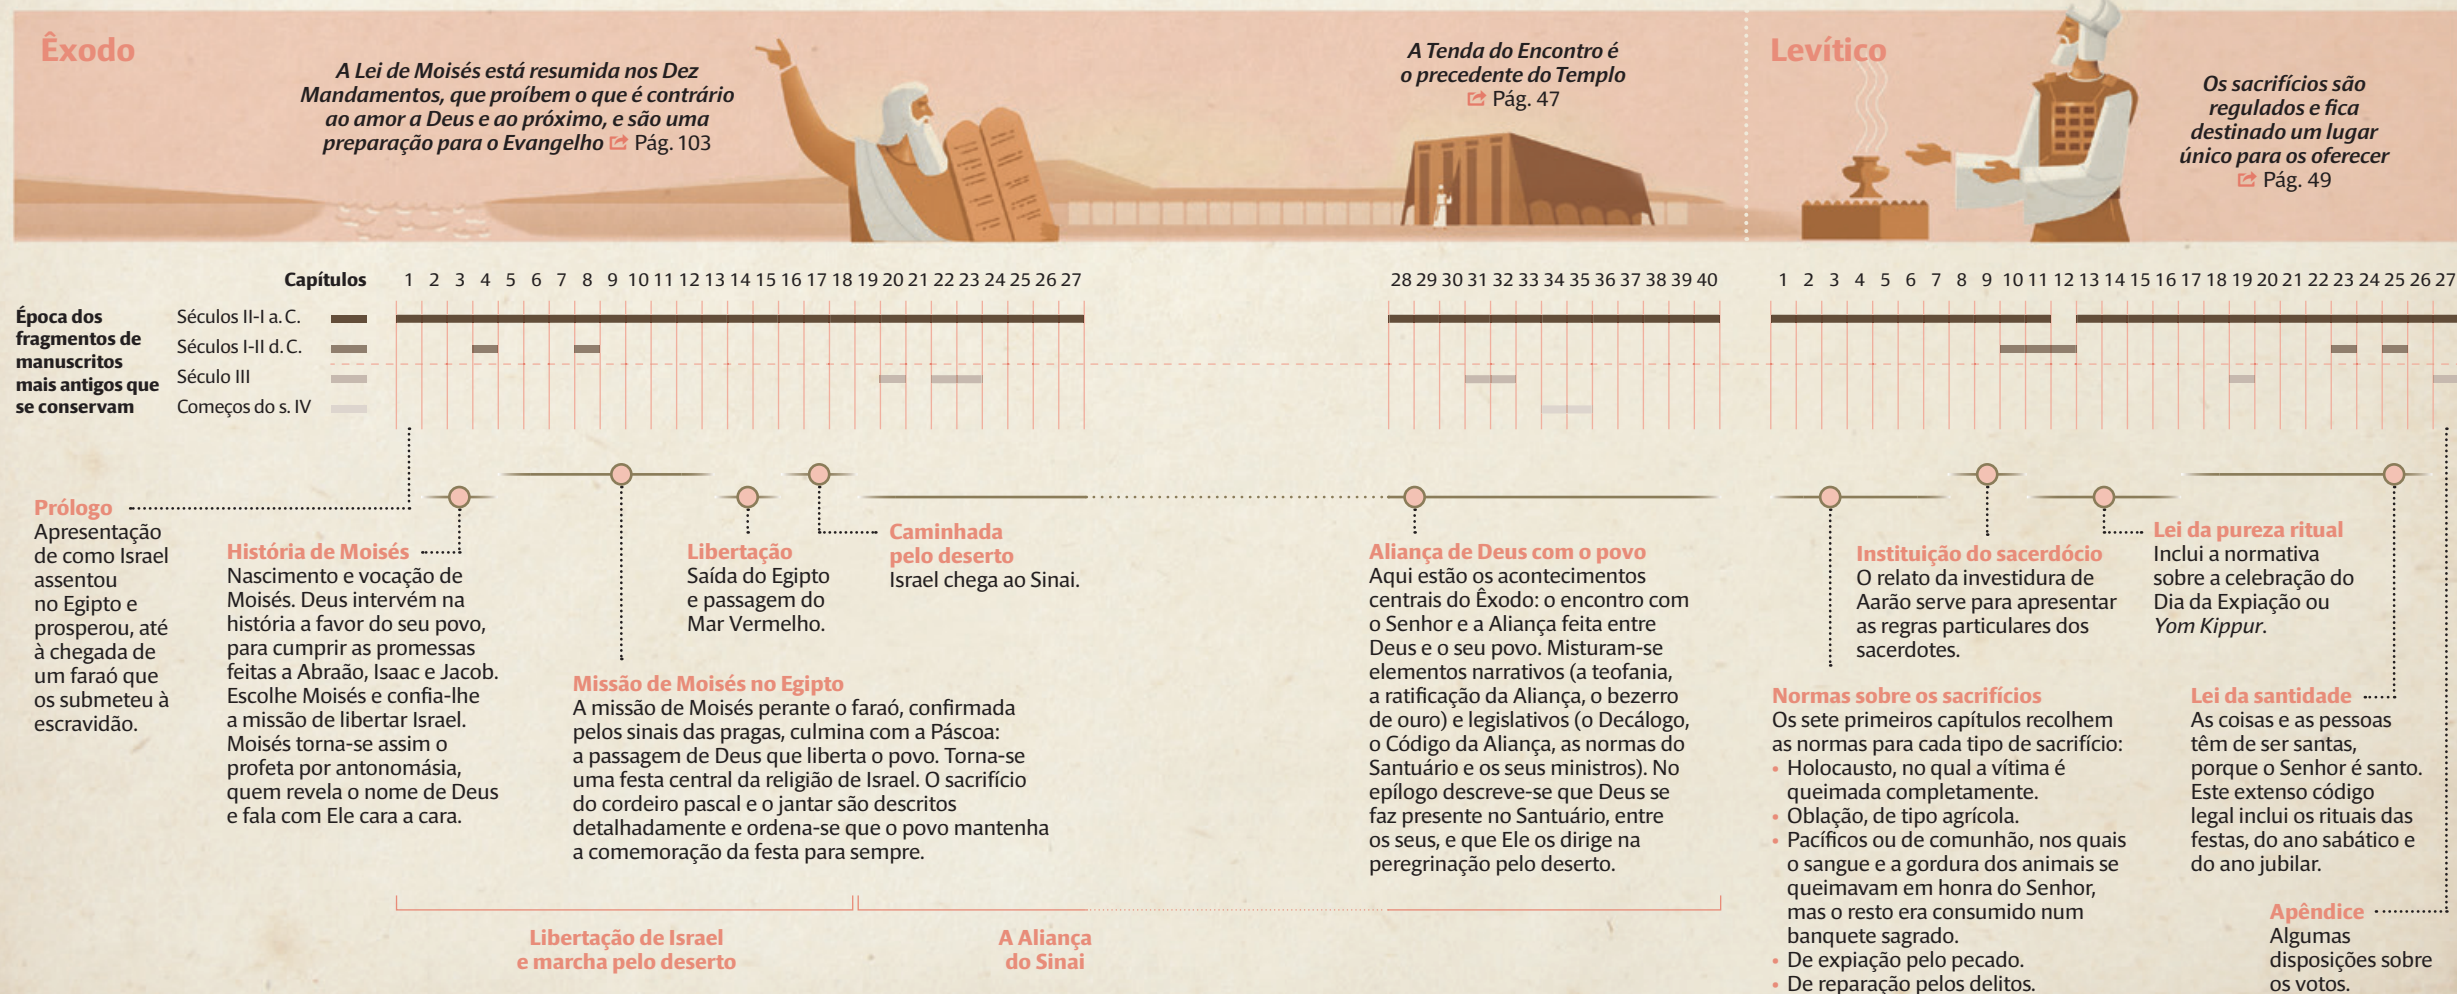 Êxodo
A Lei de Moisés está resumida nos Dez
Mandamentos, que proíbem o que é contrário
ao amor a Deus e ao próximo, e são uma
preparação para o Evangelho Pág. 103
A Tenda do Encontro é
o precedente do Templo
Pág. 47
Levítico
Os sacrifícios são
regulados e fica
destinado um lugar
único para os oferecer
Pág. 49
Capítulos 1 2 3 4 5 6 7 8 9 10 11 12 13 14 15 16 17 18 19 20 21 22 23 24 25 26 27
28 29 30 31 32 33 34 35 36 37 38 39 40
1 2 3 4 5 6 7 8 9 10 11 12 13 14 15 16 17 18 19 20 21 22 23 24 25 26 27
Época dos
fragmentos de
manuscritos
mais antigos que
se conservam
Séculos II-I a. C.
Séculos I-II d. C.
Século III
Começos do s. IV
Prólogo
Apresentação
de como Israel
assentou
no Egipto e
prosperou, até
à chegada de
um faraó que
os submeteu à
escravidão.
História de Moisés
Nascimento e vocação de
Moisés. Deus intervém na
história a favor do seu povo,
para cumprir as promessas
feitas a Abraão, Isaac e Jacob.
Escolhe Moisés e confia-lhe
a missão de libertar Israel.
Moisés torna-se assim o
profeta por antonomásia,
quem revela o nome de Deus
e fala com Ele cara a cara.
Missão de Moisés no Egipto
A missão de Moisés perante o faraó, confirmada
pelos sinais das pragas, culmina com a Páscoa:
a passagem de Deus que liberta o povo. Torna-se
uma festa central da religião de Israel. O sacrifício
do cordeiro pascal e o jantar são descritos
detalhadamente e ordena-se que o povo mantenha
a comemoração da festa para sempre.
Libertação
Saída do Egipto
e passagem do
Mar Vermelho.
Caminhada
pelo deserto
Israel chega ao Sinai.
Aliança de Deus com o povo
Aqui estão os acontecimentos
centrais do Êxodo: o encontro com
o Senhor e a Aliança feita entre
Deus e o seu povo. Misturam-se
elementos narrativos (a teofania,
a ratificação da Aliança, o bezerro
de ouro) e legislativos (o Decálogo,
o Código da Aliança, as normas do
Santuário e os seus ministros). No
epílogo descreve-se que Deus se
faz presente no Santuário, entre
os seus, e que Ele os dirige na
peregrinação pelo deserto.
Libertação de Israel
e marcha pelo deserto
A Aliança
do Sinai
Normas sobre os sacrifícios
Os sete primeiros capítulos recolhem
as normas para cada tipo de sacrifício:
• Holocausto, no qual a vítima é
queimada completamente.
• Oblação, de tipo agrícola.
• Pacíficos ou de comunhão, nos quais
o sangue e a gordura dos animais se
queimavam em honra do Senhor,
mas o resto era consumido num
banquete sagrado.
• De expiação pelo pecado.
• De reparação pelos delitos.
Instituição do sacerdócio
O relato da investidura de
Aarão serve para apresentar
as regras particulares dos
sacerdotes.
Lei da pureza ritual
Inclui a normativa
sobre a celebração do
Dia da Expiação ou
Yom Kippur.
Lei da santidade
As coisas e as pessoas
têm de ser santas,
porque o Senhor é santo.
Este extenso código
legal inclui os rituais das
festas, do ano sabático e
do ano jubilar.
Apêndice
Algumas
disposições sobre
os votos.